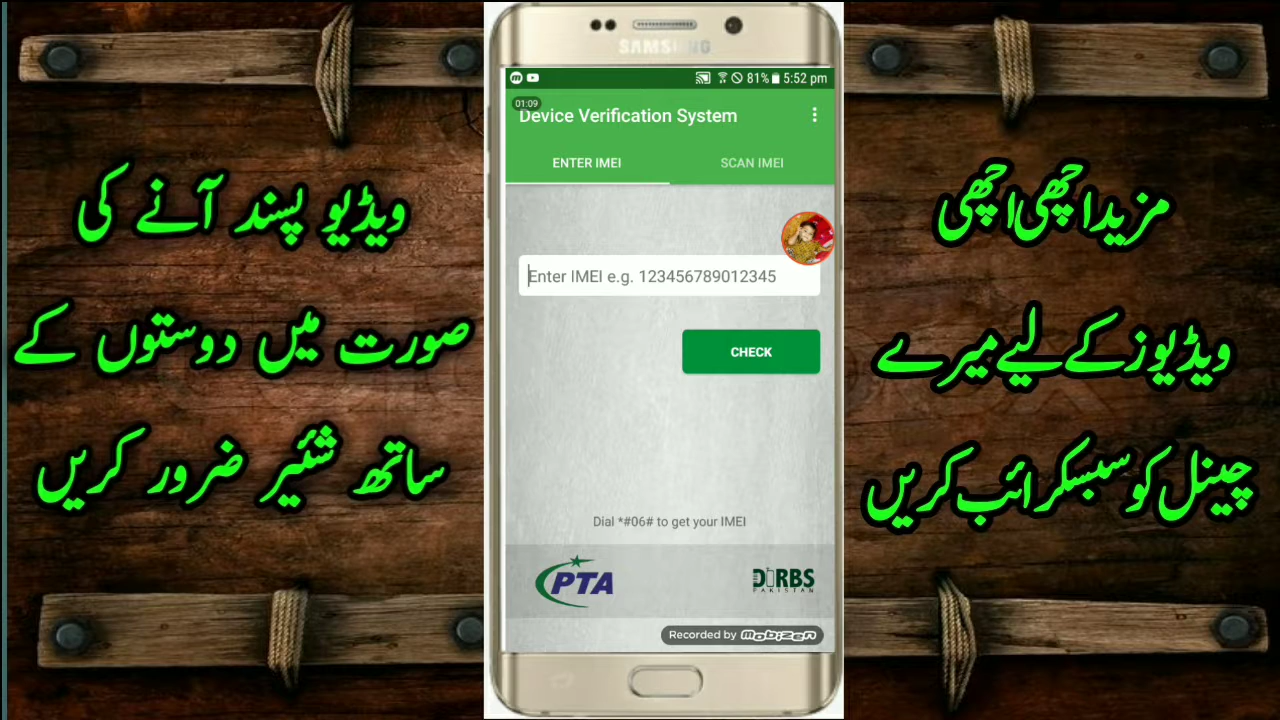 ویڈیو پسند آنے کی
صورت میں دوستوں کے
ساتھ شئیر ضرور کریں
SAMSUNG
01:09
81% 5:52 pm
Device Verification System
ENTER IMEI
SCAN IMEI
Enter IMEI e.g. 123456789012345
CHECK
Dial *#06# to get your IMEI
PTA
DIRBS
PAKISTAN
Recorded by Mobizen
مزید اچھی اچھی
ویڈیوز کے لیے میرے
چینل کو سبسکرائب کریں